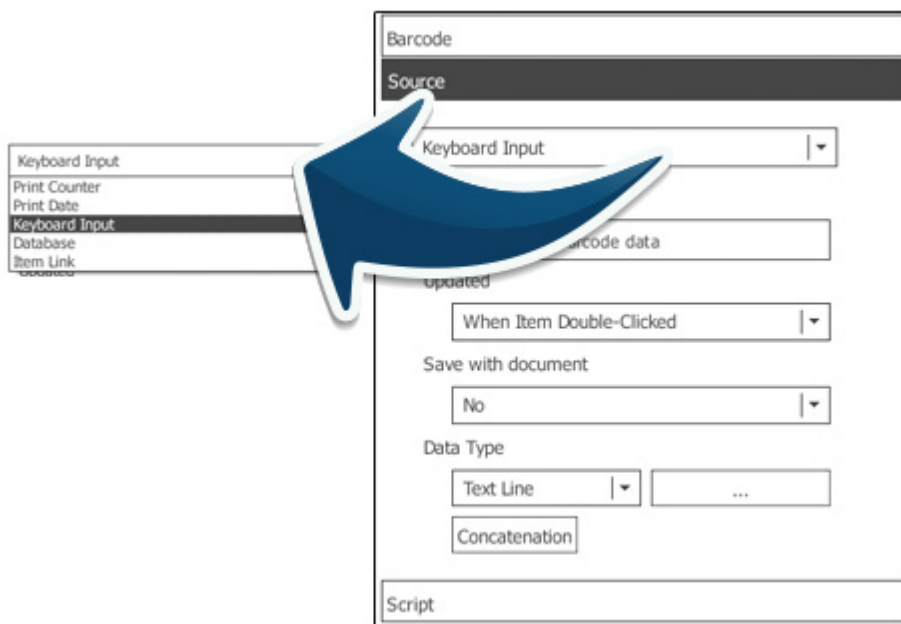 Barcode
Source
Keyboard Input
Print Counter
Print Date
Keyboard Input
Database
Item Link
Updated
Keyboard Input
data
Updated
When Item Double-Clicked
Save with document
No
Data Type
Text Line
...
Concatenation
Script